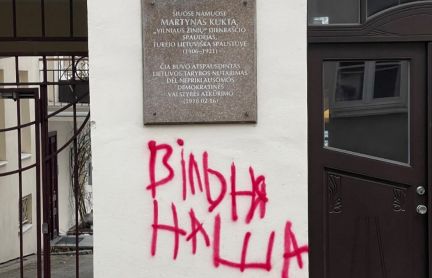 ŠIUOSE NAMUOSE
MARTYNAS KUKTA,
„VILNIAUS ŽINIŲ“ DIENRAŠČIO
SPAUDĖJAS,
TURĖJO LIETUVIŠKĄ SPAUSTUVĘ
(1906–1921)
ČIA BUVO ATSPAUSDINTAS
LIETUVOS TARYBOS NUTARIMAS
DĖL NEPRIKLAUSOMOS
DEMOKRATINĖS
VALSTYBĖS ATKŪRIMO
(1918 02 16)
ВІЛЬНЯ
НАША